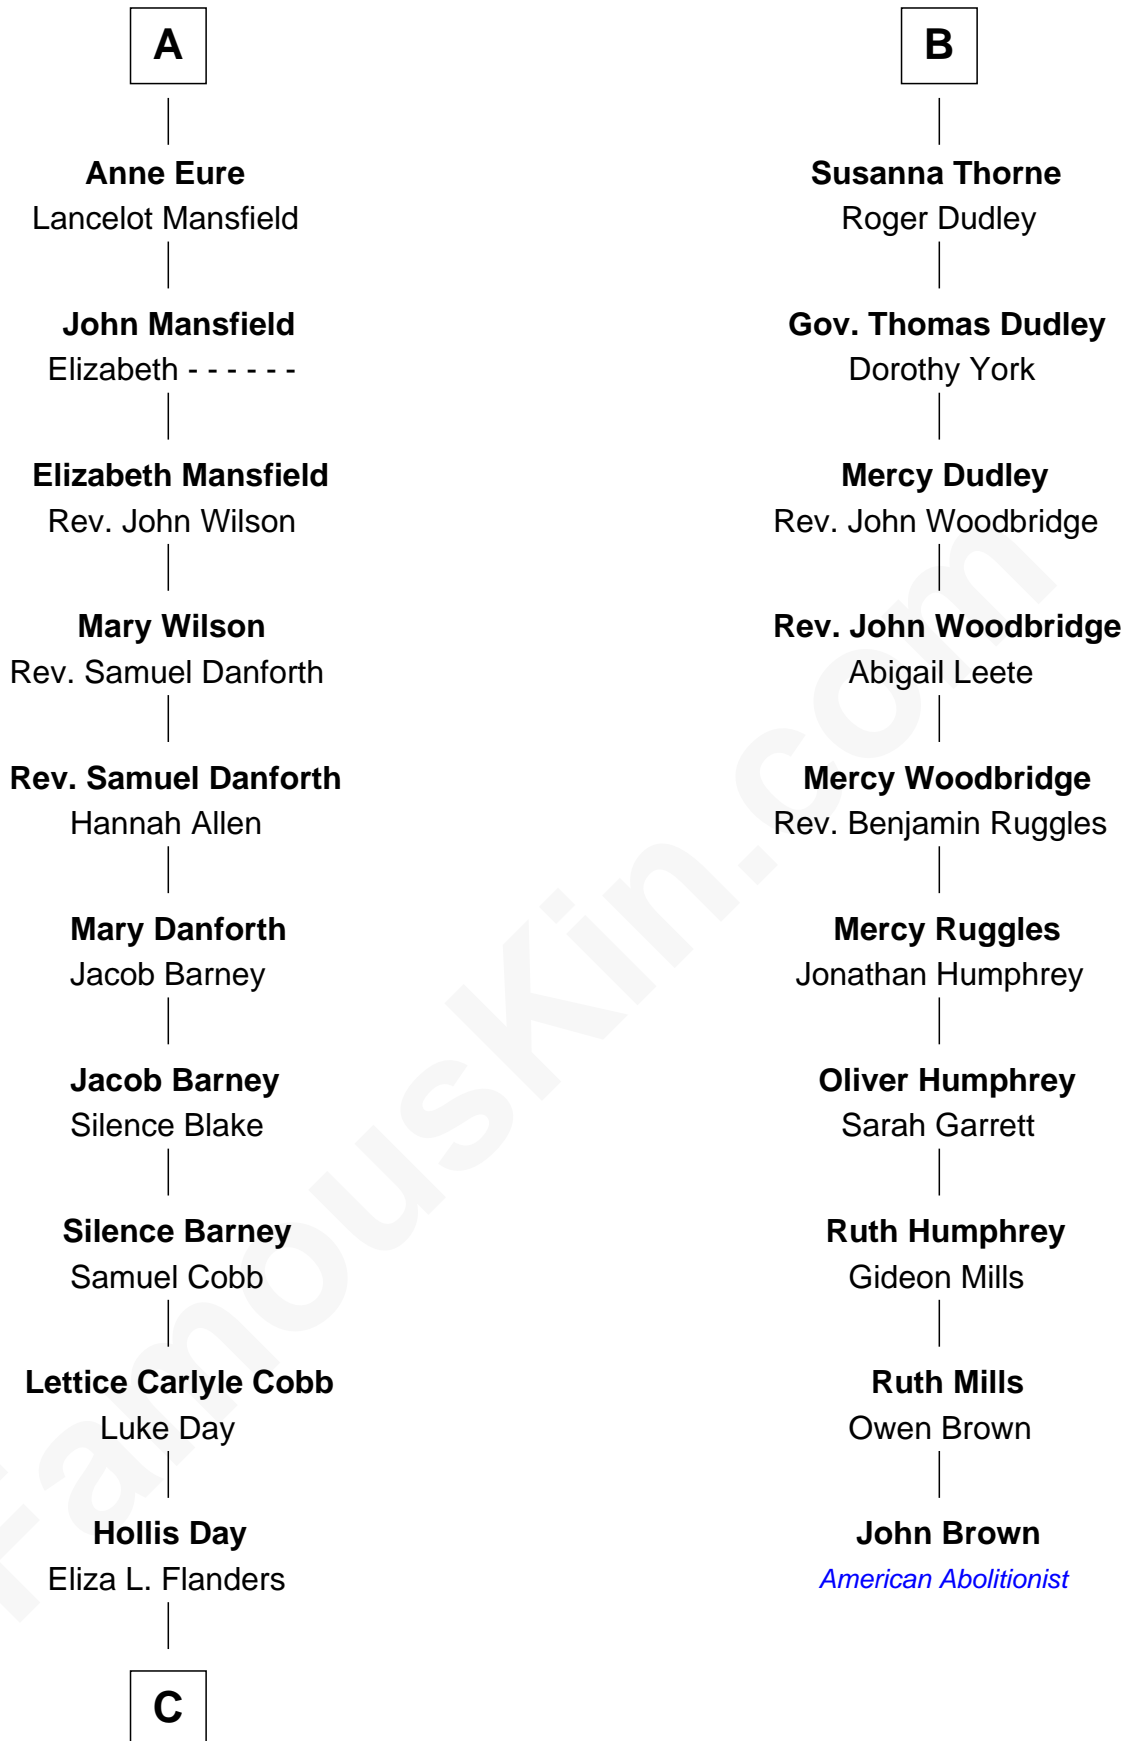 A
Anne Eure
Lancelot Mansfield
John Mansfield
Elizabeth - - - - - -
Elizabeth Mansfield
Rev. John Wilson
Mary Wilson
Rev. Samuel Danforth
Rev. Samuel Danforth
Hannah Allen
Mary Danforth
Jacob Barney
Jacob Barney
Silence Blake
Silence Barney
Samuel Cobb
Lettice Carlyle Cobb
Luke Day
Hollis Day
Eliza L. Flanders
C
B
Susanna Thorne
Roger Dudley
Gov. Thomas Dudley
Dorothy York
Mercy Dudley
Rev. John Woodbridge
Rev. John Woodbridge
Abigail Leete
Mercy Woodbridge
Rev. Benjamin Ruggles
Mercy Ruggles
Jonathan Humphrey
Oliver Humphrey
Sarah Garrett
Ruth Humphrey
Gideon Mills
Ruth Mills
Owen Brown
John Brown
American Abolitionist
FamousKin.com